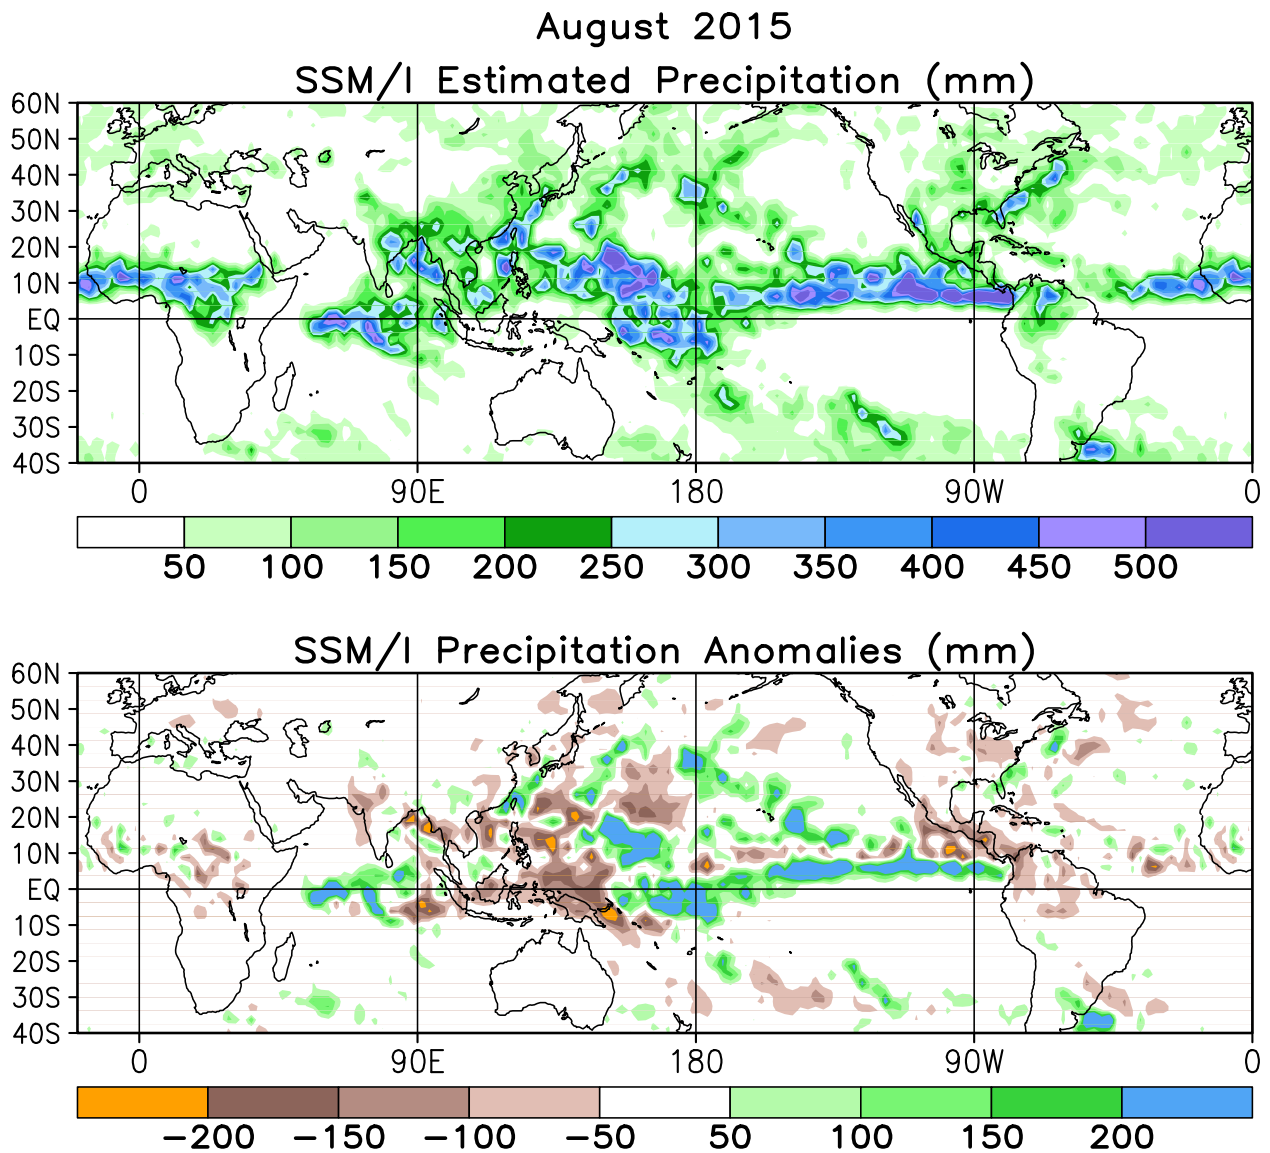 August 2015
SSM/I Estimated Precipitation (mm)
60N
50N
40N
30N
20N
10N
EQ
10S
20S
30S
40S
0 90E 180 90W 0
50 100 150 200 250 300 350 400 450 500
SSM/I Precipitation Anomalies (mm)
60N
50N
40N
30N
20N
10N
EQ
10S
20S
30S
40S
0 90E 180 90W 0
−200 −150 −100 −50 50 100 150 200